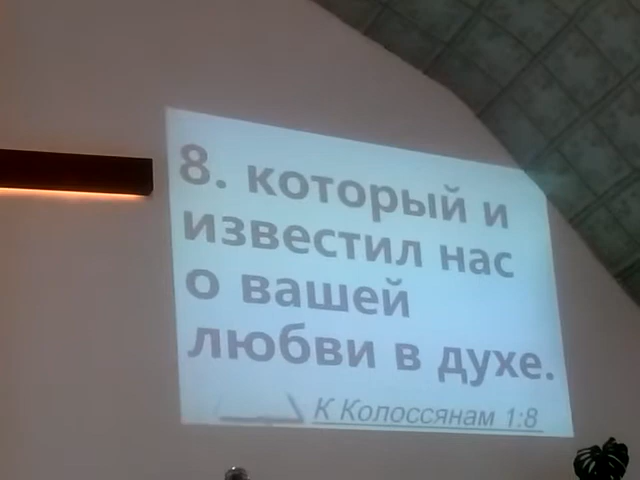 8. который и
известил нас
о вашей
любви в духе.
К Колоссянам 1:8